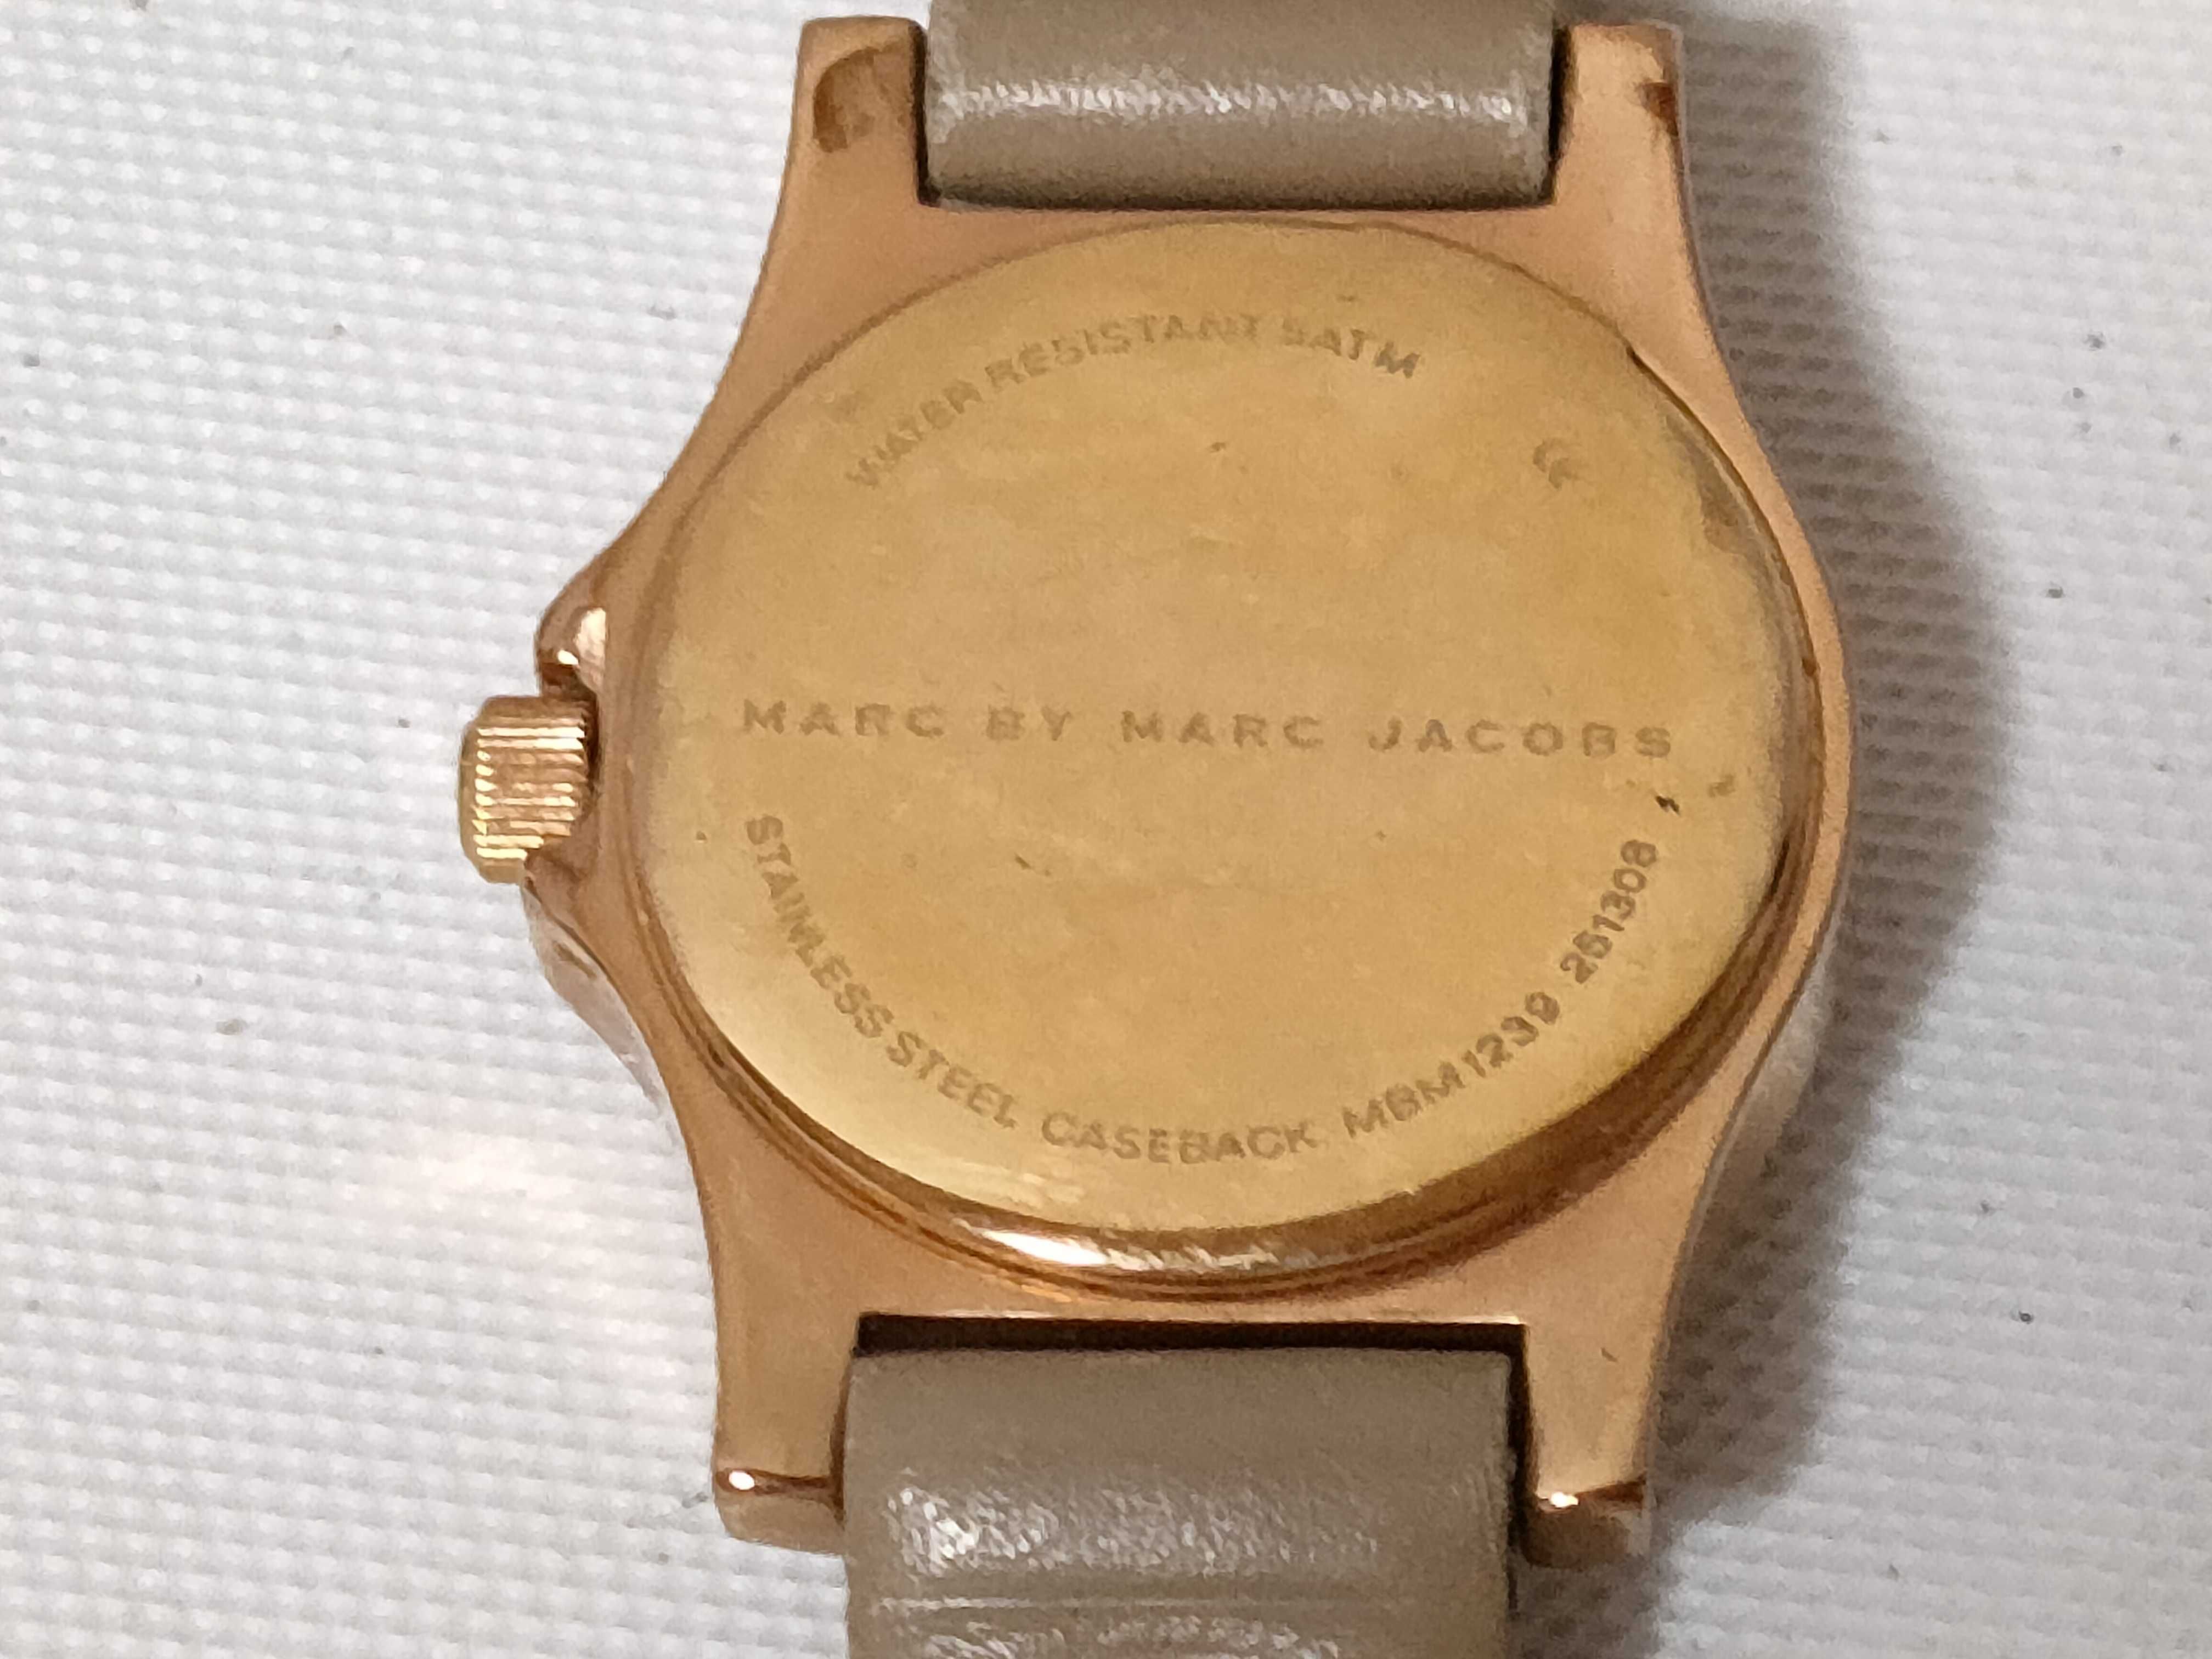 WATER RESISTANT 5ATM
MARC BY MARC JACOBS
STAINLESS STEEL CASEBACK MBM1239 251308